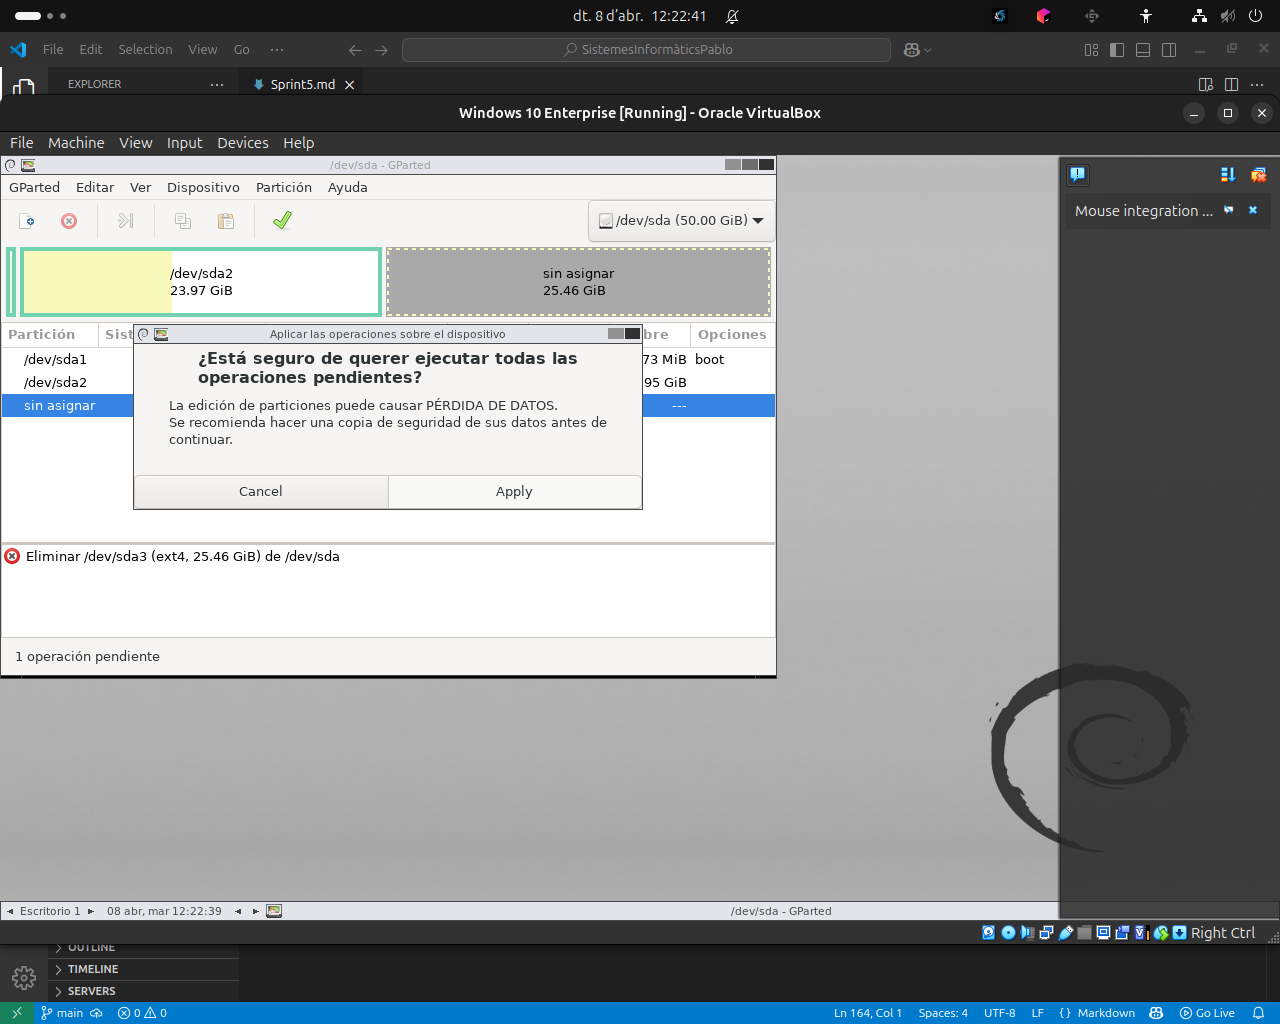 dt. 8 d'abr. 12:22:41
File Edit Selection View Go ··· SistemesInformàticsPablo
EXPLORER ··· Sprint5.md ···
Windows 10 Enterprise [Running] - Oracle VirtualBox
File Machine View Input Devices Help
/dev/sda - GParted
GParted Editar Ver Dispositivo Partición Ayuda
/dev/sda (50.00 GiB)
Mouse integration ...
/dev/sda2
23.97 GiB
sin asignar
25.46 GiB
Partición Sist bre Opciones
/dev/sda1 73 MiB boot
/dev/sda2 95 GiB
sin asignar ---
Aplicar las operaciones sobre el dispositivo
¿Está seguro de querer ejecutar todas las
operaciones pendientes?
La edición de particiones puede causar PÉRDIDA DE DATOS.
Se recomienda hacer una copia de seguridad de sus datos antes de
continuar.
Cancel Apply
Eliminar /dev/sda3 (ext4, 25.46 GiB) de /dev/sda
1 operación pendiente
Escritorio 1 08 abr, mar 12:22:39 /dev/sda - GParted
Right Ctrl
OUTLINE
TIMELINE
SERVERS
main 0 0 Ln 164, Col 1 Spaces: 4 UTF-8 LF {} Markdown Go Live